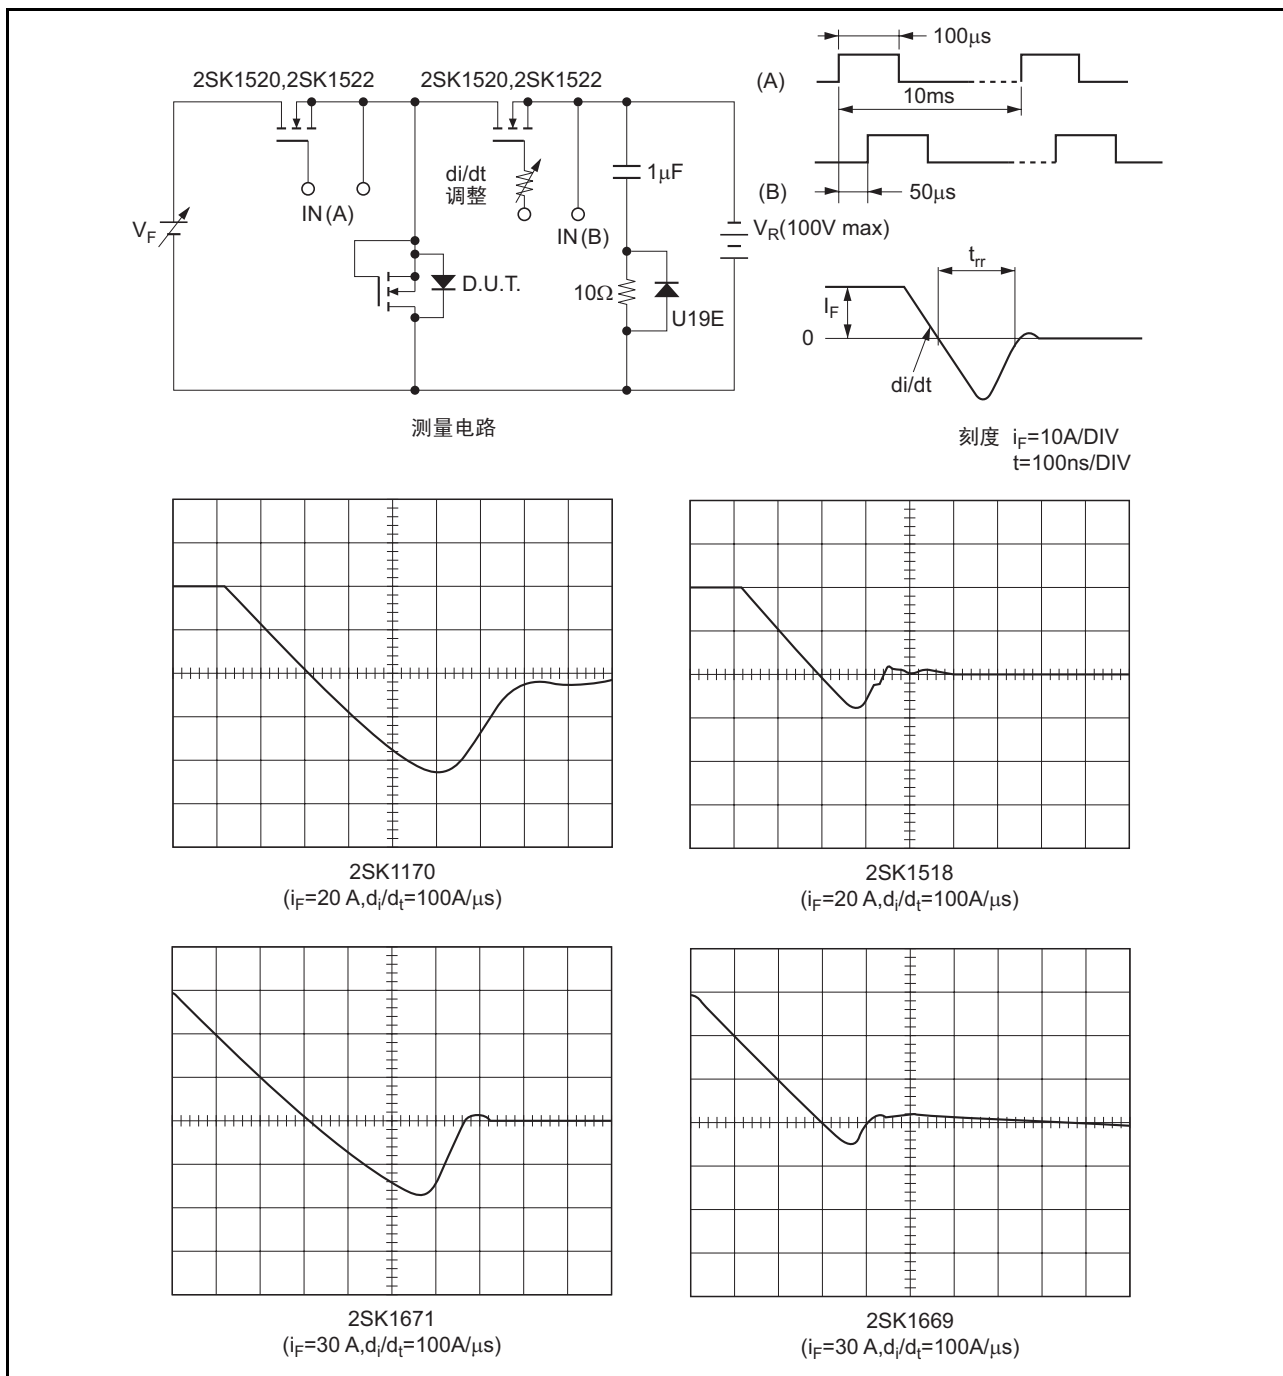 2SK1520,2SK1522
2SK1520,2SK1522
IN(A)
di/dt
调整
IN(B)
1μF
V_F
V_R(100V max)
D.U.T.
10Ω
U19E
测量电路
(A)
100μs
10ms
(B)
50μs
t_rr
I_F
0
di/dt
刻度 i_F=10A/DIV
t=100ns/DIV
2SK1170
(i_F=20 A,d_i/d_t=100A/μs)
2SK1518
(i_F=20 A,d_i/d_t=100A/μs)
2SK1671
(i_F=30 A,d_i/d_t=100A/μs)
2SK1669
(i_F=30 A,d_i/d_t=100A/μs)